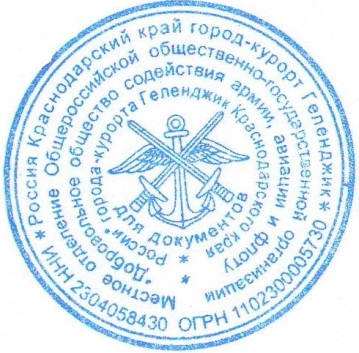 * Россия Краснодарский край город-курорт Геленджик *
ИНН 2304058430 ОГРН 1102300005730
Местное отделение Общероссийской общественно-государственной организации
"Добровольное общество содействия армии, авиации и флоту
России" города-курорта Геленджик Краснодарского края
*
для документов